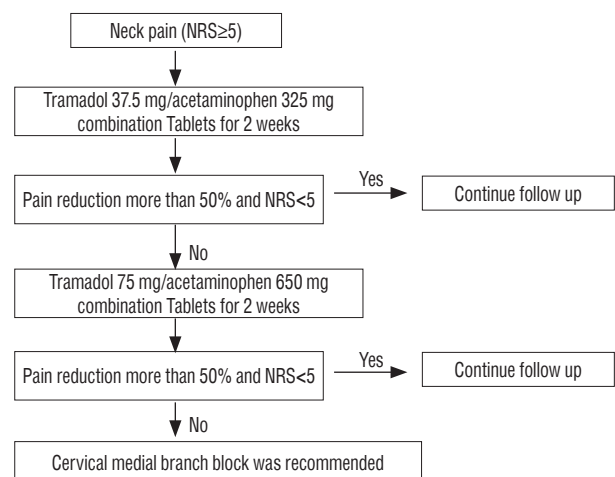 Neck pain (NRS≥5)
Tramadol 37.5 mg/acetaminophen 325 mg
combination Tablets for 2 weeks
Pain reduction more than 50% and NRS<5
Yes
Continue follow up
No
Tramadol 75 mg/acetaminophen 650 mg
combination Tablets for 2 weeks
Pain reduction more than 50% and NRS<5
Yes
Continue follow up
No
Cervical medial branch block was recommended